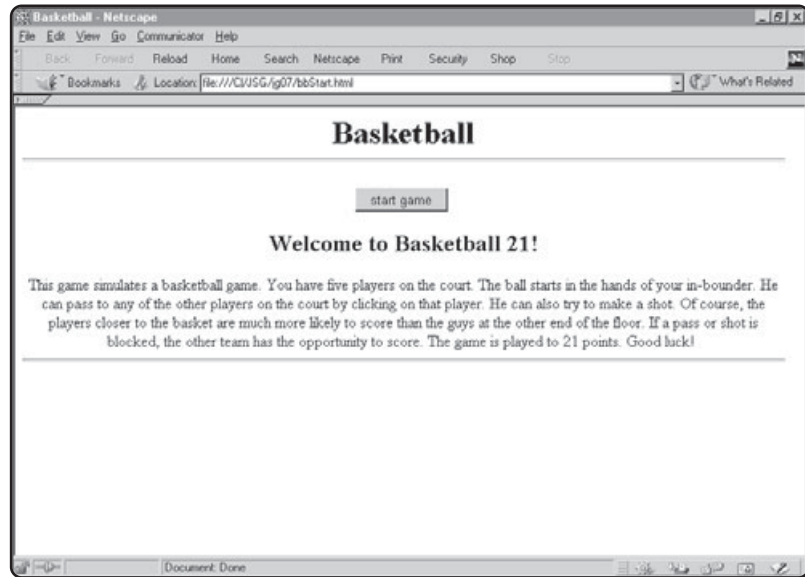 Basketball - Netscape
File Edit View Go Communicator Help
Back Forward Reload Home Search Netscape Print Security Shop Stop
Bookmarks Location: file:///C|/JSG/jg07/bbStart.html What's Related
Basketball
start game
Welcome to Basketball 21!
This game simulates a basketball game. You have five players on the court. The ball starts in the hands of your in-bounder. He
can pass to any of the other players on the court by clicking on that player. He can also try to make a shot. Of course, the
players closer to the basket are much more likely to score than the guys at the other end of the floor. If a pass or shot is
blocked, the other team has the opportunity to score. The game is played to 21 points. Good luck!
Document: Done